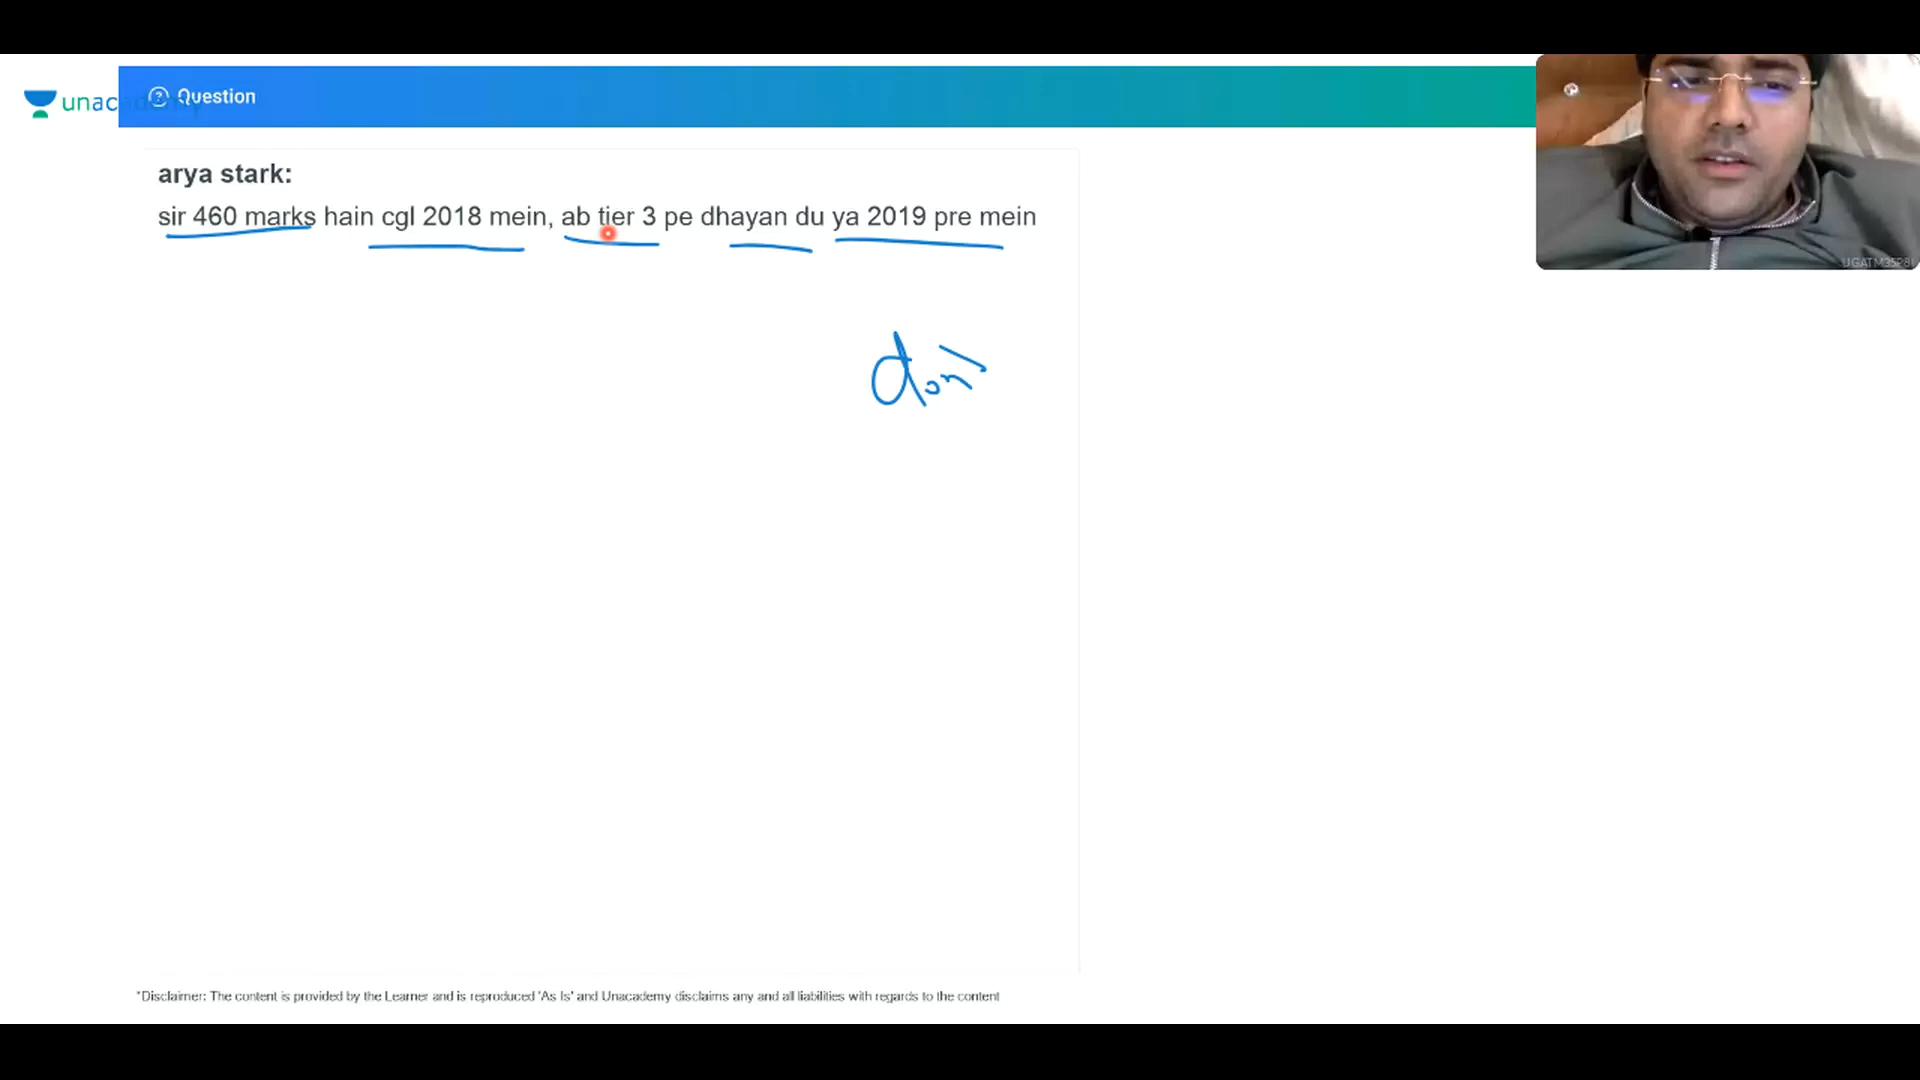 unacademy
Question
arya stark:
sir 460 marks hain cgl 2018 mein, ab tier 3 pe dhayan du ya 2019 pre mein
UGATM35P8I
*Disclaimer: The content is provided by the Learner and is reproduced 'As Is' and Unacademy disclaims any and all liabilities with regards to the content